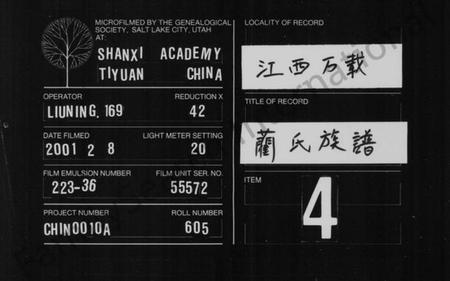 MICROFILMED BY THE GENEALOGICAL
SOCIETY, SALT LAKE CITY, UTAH
AT:
SHANXI ACADEMY
TIYUAN CHINA
OPERATOR REDUCTION X
LIUNING, 169 42
DATE FILMED LIGHT METER SETTING
2001 2 8 20
FILM EMULSION NUMBER FILM UNIT SER. NO.
223-36 55572
PROJECT NUMBER ROLL NUMBER
CHIN0010A 605
LOCALITY OF RECORD
江西万载
TITLE OF RECORD
藺氏族譜
ITEM
4